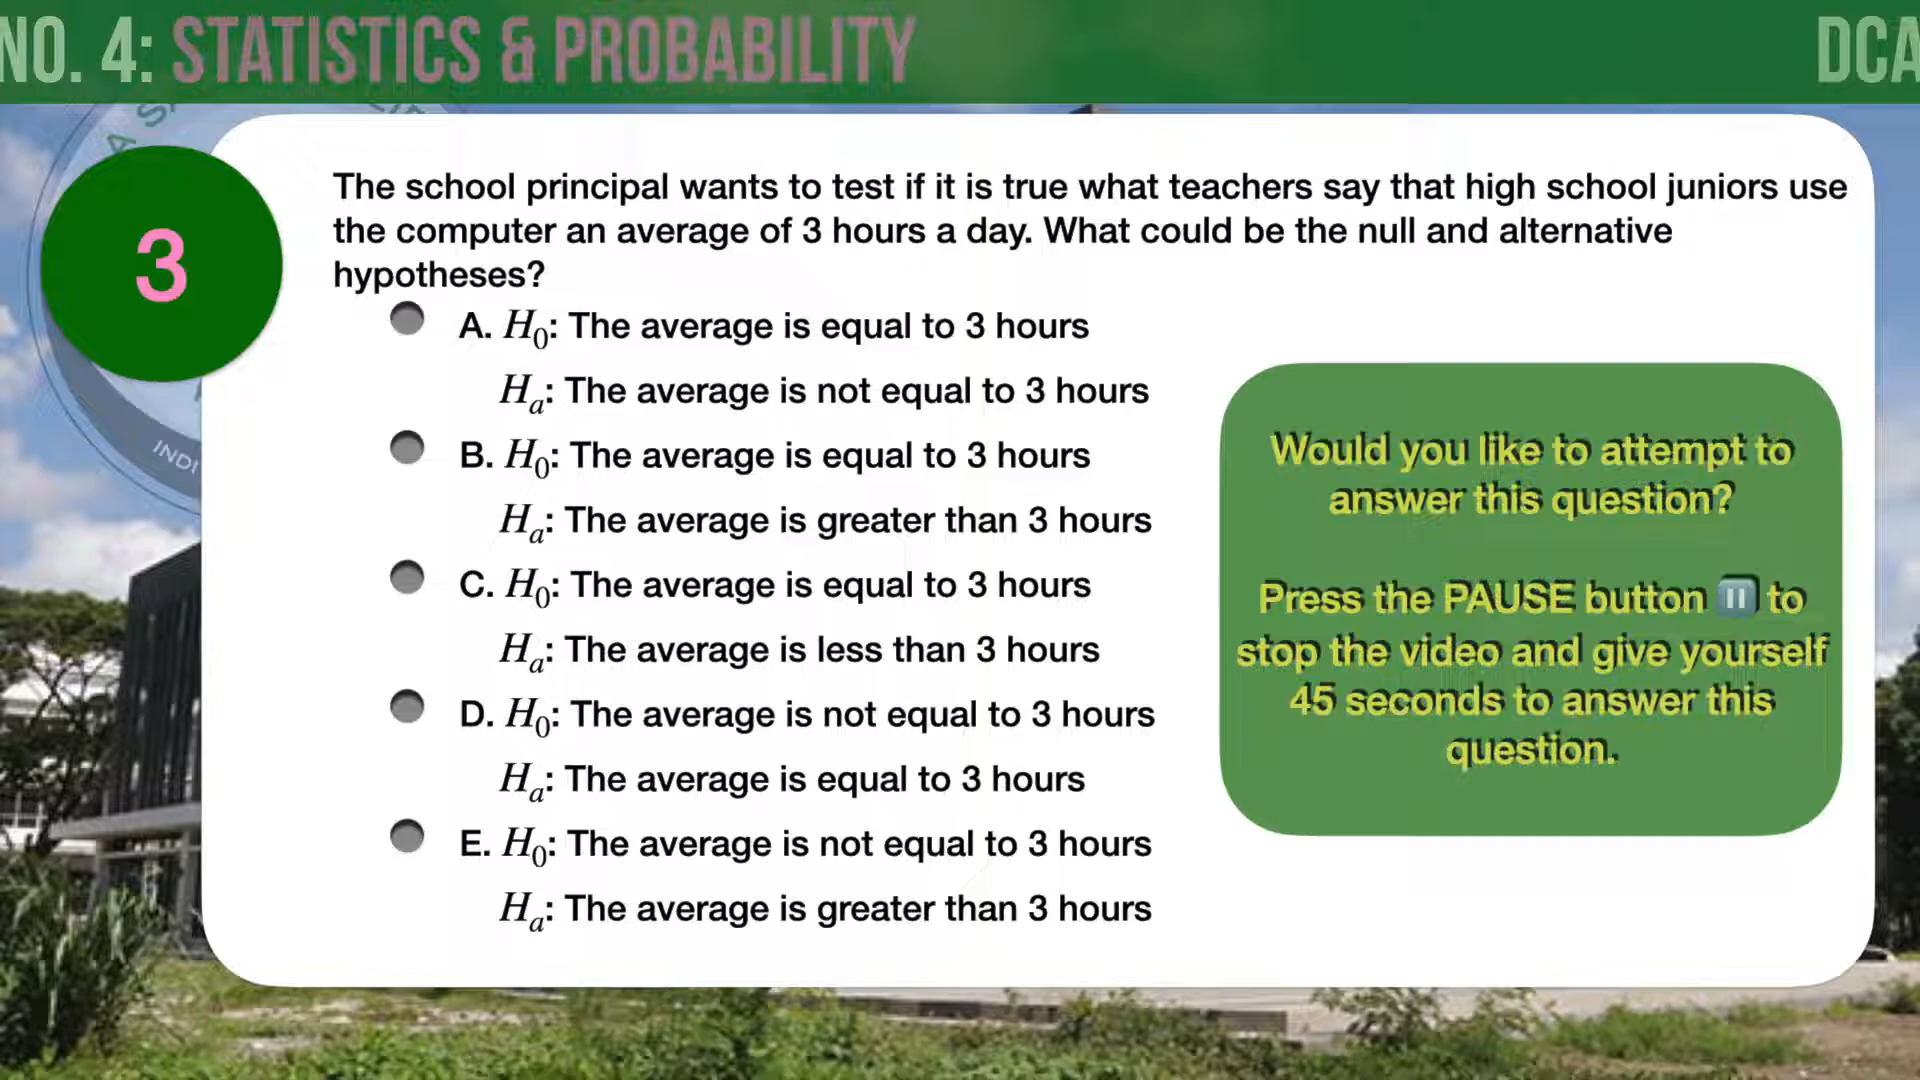 NO. 4: STATISTICS & PROBABILITY
DCA
3
The school principal wants to test if it is true what teachers say that high school juniors use
the computer an average of 3 hours a day. What could be the null and alternative
hypotheses?
A. H₀: The average is equal to 3 hours
Hₐ: The average is not equal to 3 hours
B. H₀: The average is equal to 3 hours
Hₐ: The average is greater than 3 hours
C. H₀: The average is equal to 3 hours
Hₐ: The average is less than 3 hours
D. H₀: The average is not equal to 3 hours
Hₐ: The average is equal to 3 hours
E. H₀: The average is not equal to 3 hours
Hₐ: The average is greater than 3 hours
Would you like to attempt to
answer this question?
Press the PAUSE button ⏸ to
stop the video and give yourself
45 seconds to answer this
question.
INDI